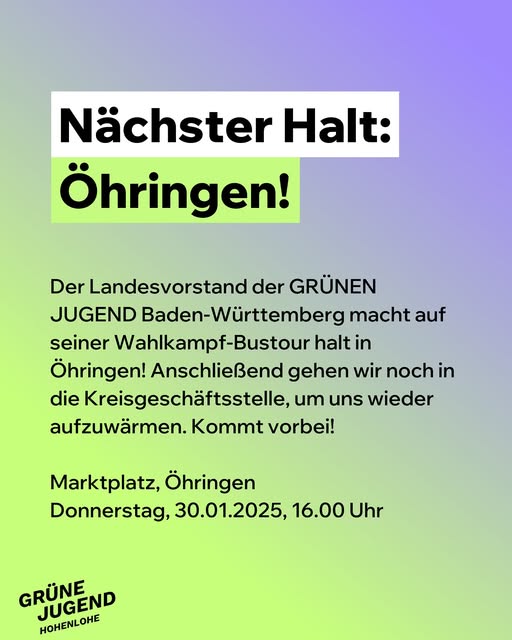 Nächster Halt:
Öhringen!
Der Landesvorstand der GRÜNEN
JUGEND Baden-Württemberg macht auf
seiner Wahlkampf-Bustour halt in
Öhringen! Anschließend gehen wir noch in
die Kreisgeschäftsstelle, um uns wieder
aufzuwärmen. Kommt vorbei!
Marktplatz, Öhringen
Donnerstag, 30.01.2025, 16.00 Uhr
GRÜNE
JUGEND
HOHENLOHE